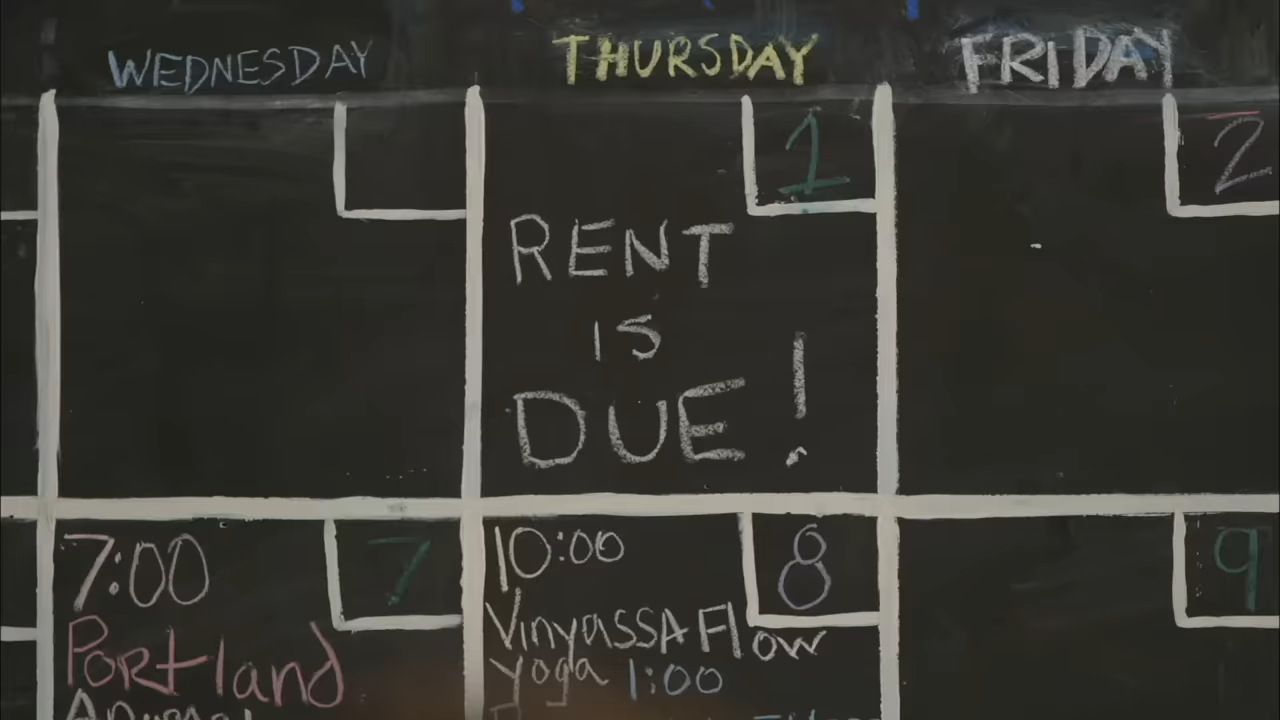 WEDNESDAY
THURSDAY
FRIDAY
1
2
RENT
IS
DUE!
7:00
7
Portland
10:00
8
VinyassA Flow
yoga 1:00
9